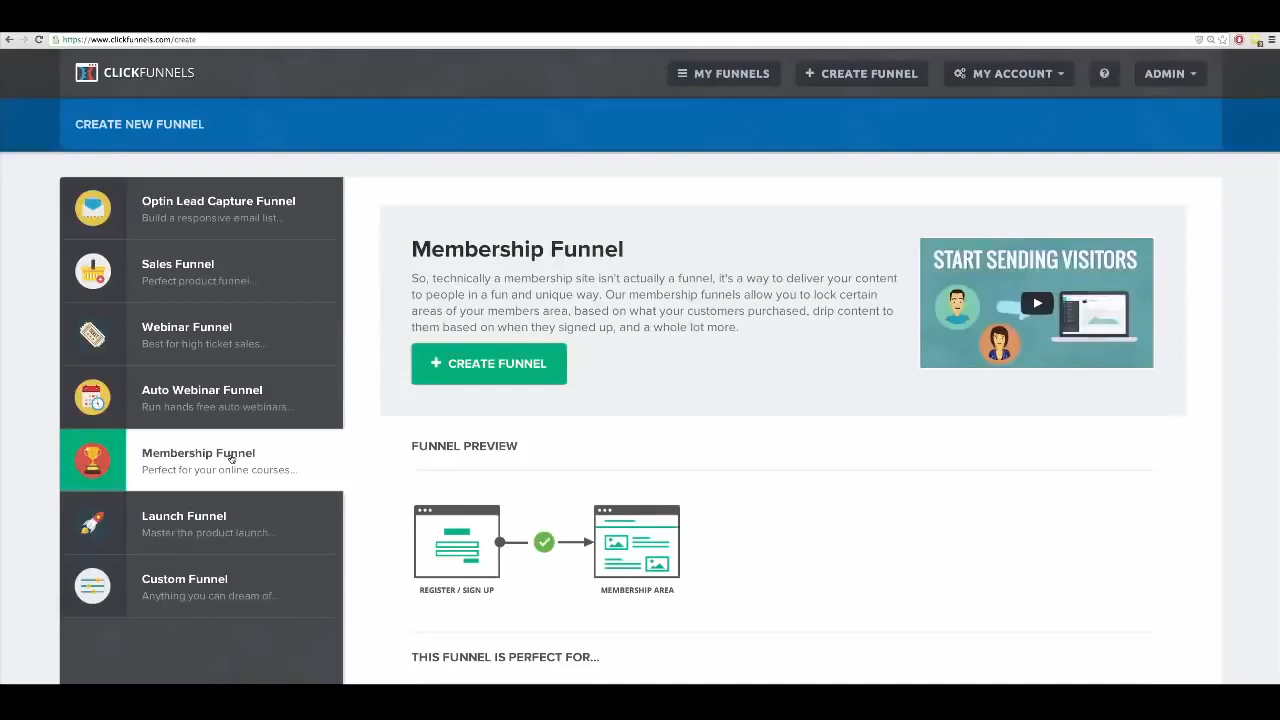 https://www.clickfunnels.com/create
CLICKFUNNELS
MY FUNNELS
CREATE FUNNEL
MY ACCOUNT
ADMIN
CREATE NEW FUNNEL
Optin Lead Capture Funnel
Build a responsive email list...
Sales Funnel
Perfect product funnel...
Webinar Funnel
Best for high ticket sales...
Auto Webinar Funnel
Run hands free auto webinars...
Membership Funnel
Perfect for your online courses...
Launch Funnel
Master the product launch...
Custom Funnel
Anything you can dream of...
Membership Funnel
So, technically a membership site isn't actually a funnel, it's a way to deliver your content
to people in a fun and unique way. Our membership funnels allow you to lock certain
areas of your members area, based on what your customers purchased, drip content to
them based on when they signed up, and a whole lot more.
CREATE FUNNEL
START SENDING VISITORS
FUNNEL PREVIEW
REGISTER / SIGN UP
MEMBERSHIP AREA
THIS FUNNEL IS PERFECT FOR...